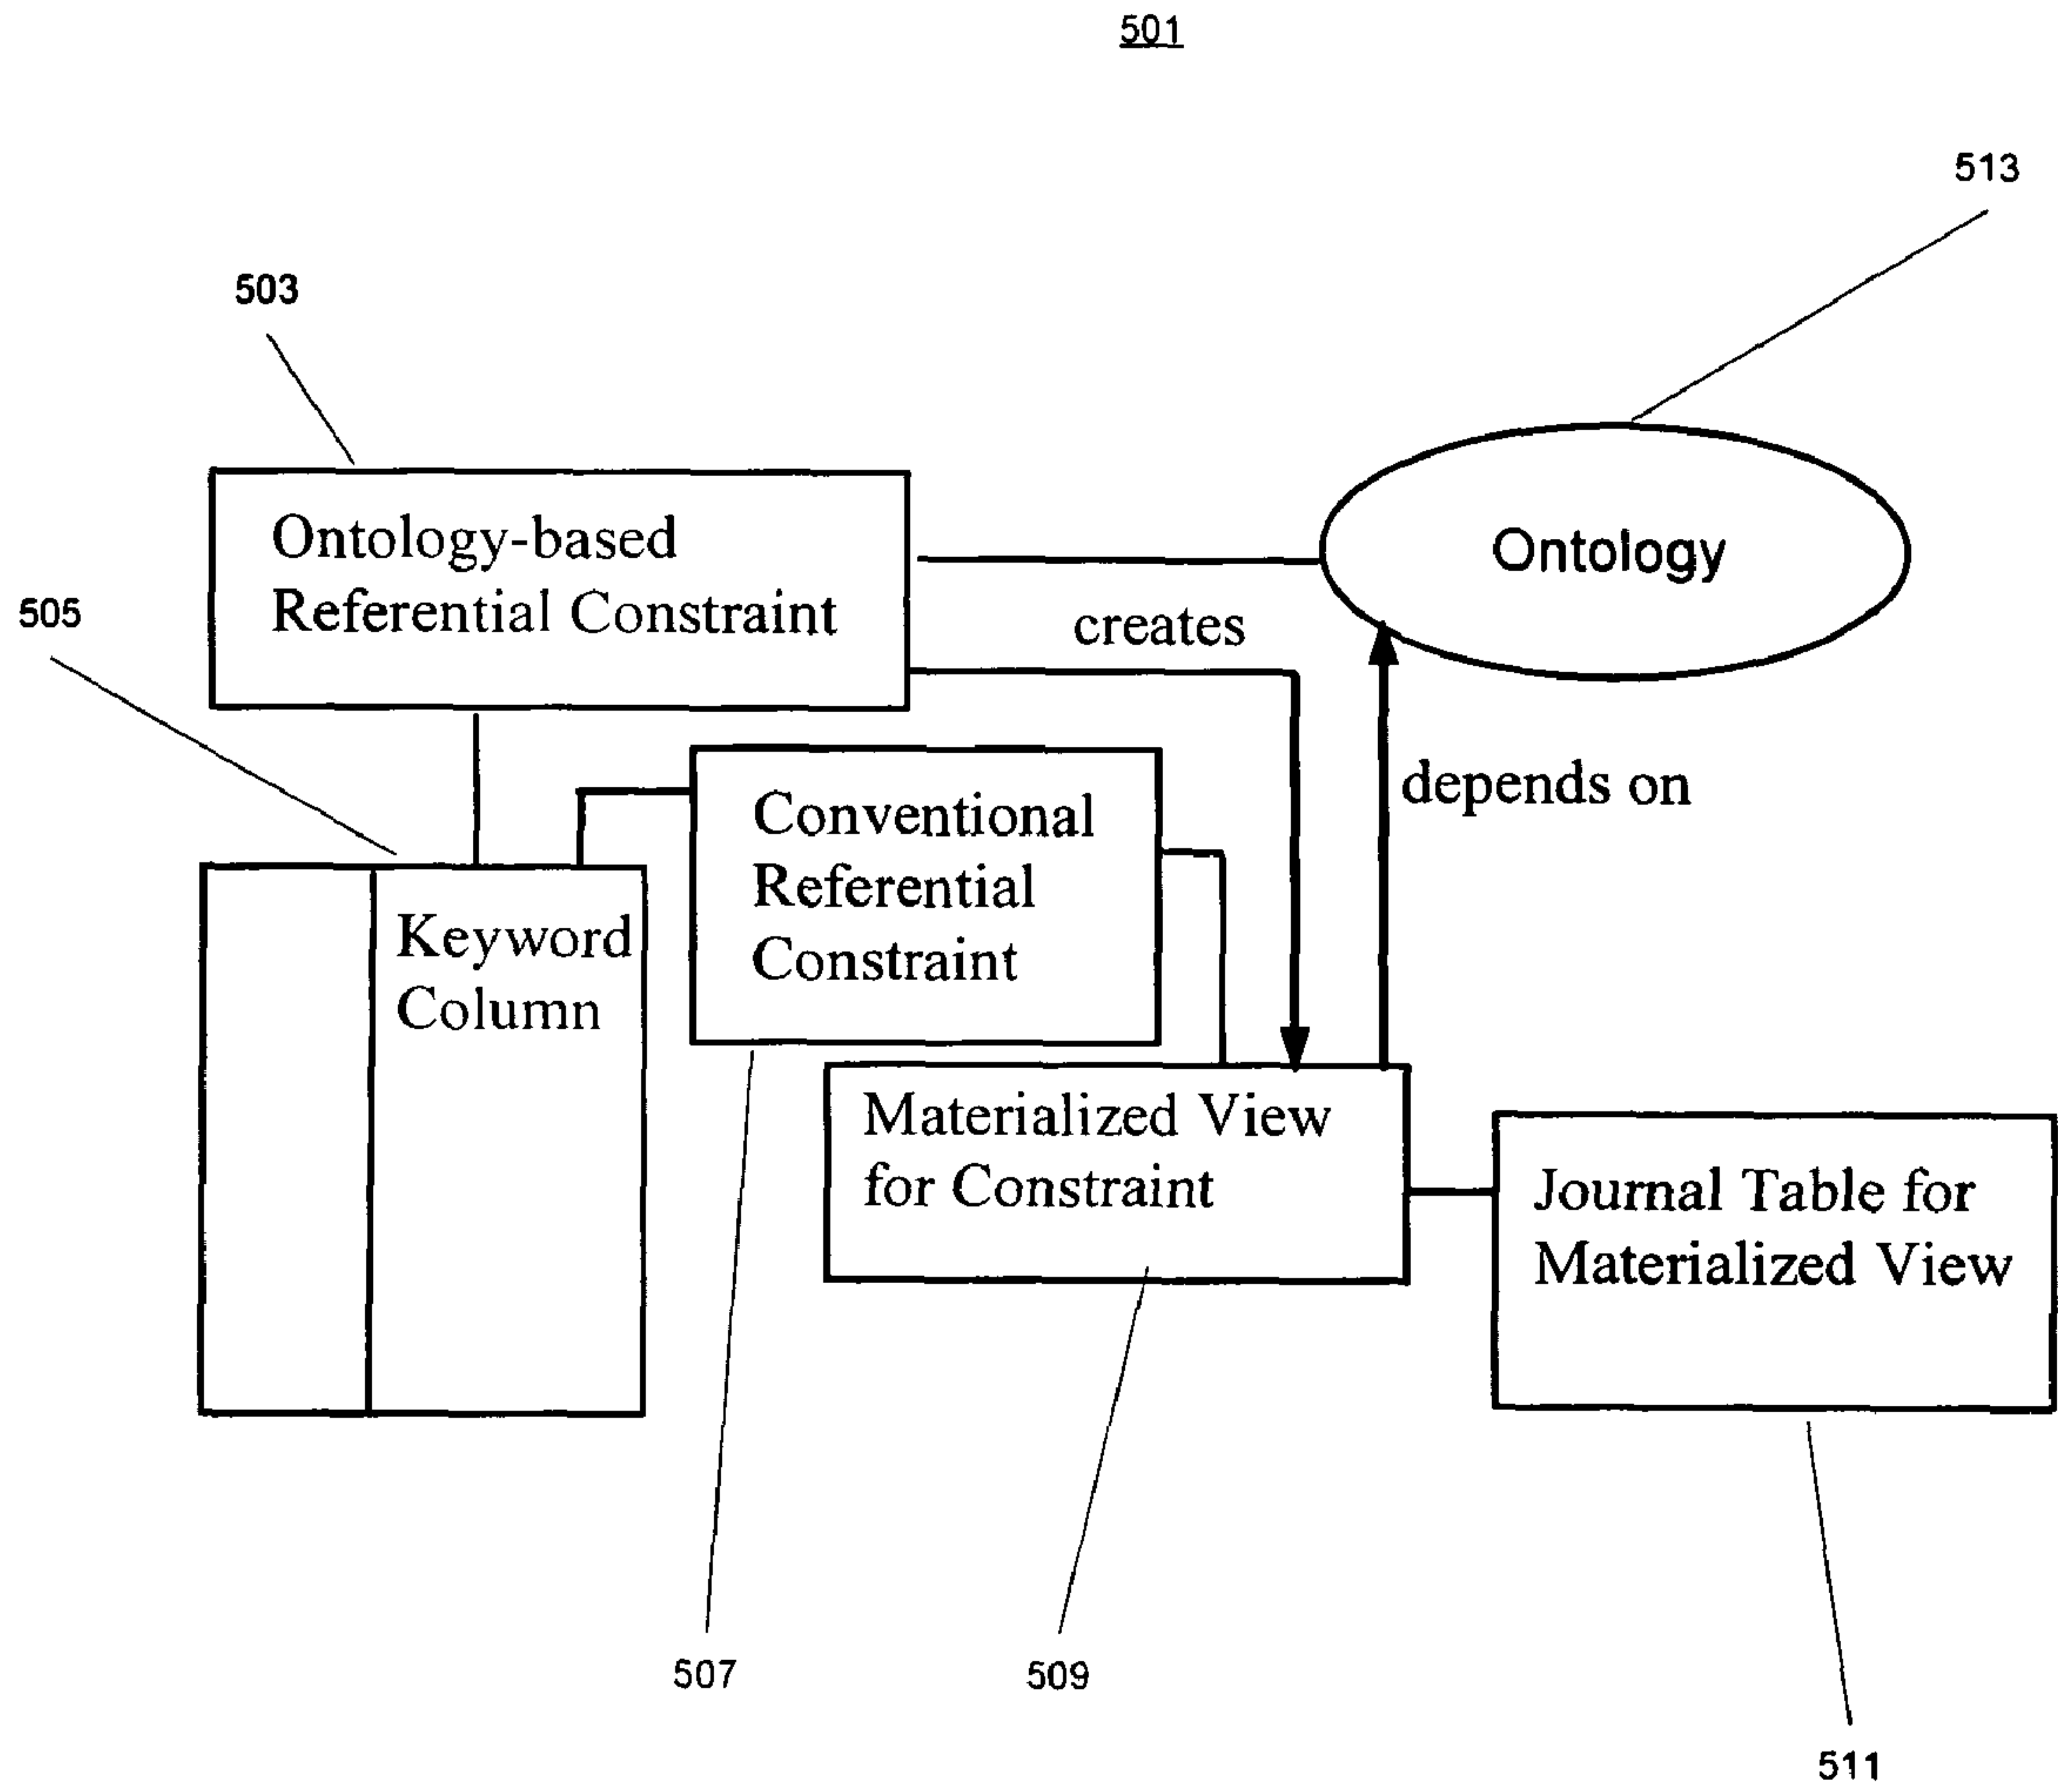 501
513
503
Ontology-based
Referential Constraint
Ontology
505
creates
depends on
Conventional
Referential
Constraint
Keyword
Column
Materialized View
for Constraint
Journal Table for
Materialized View
507
509
511